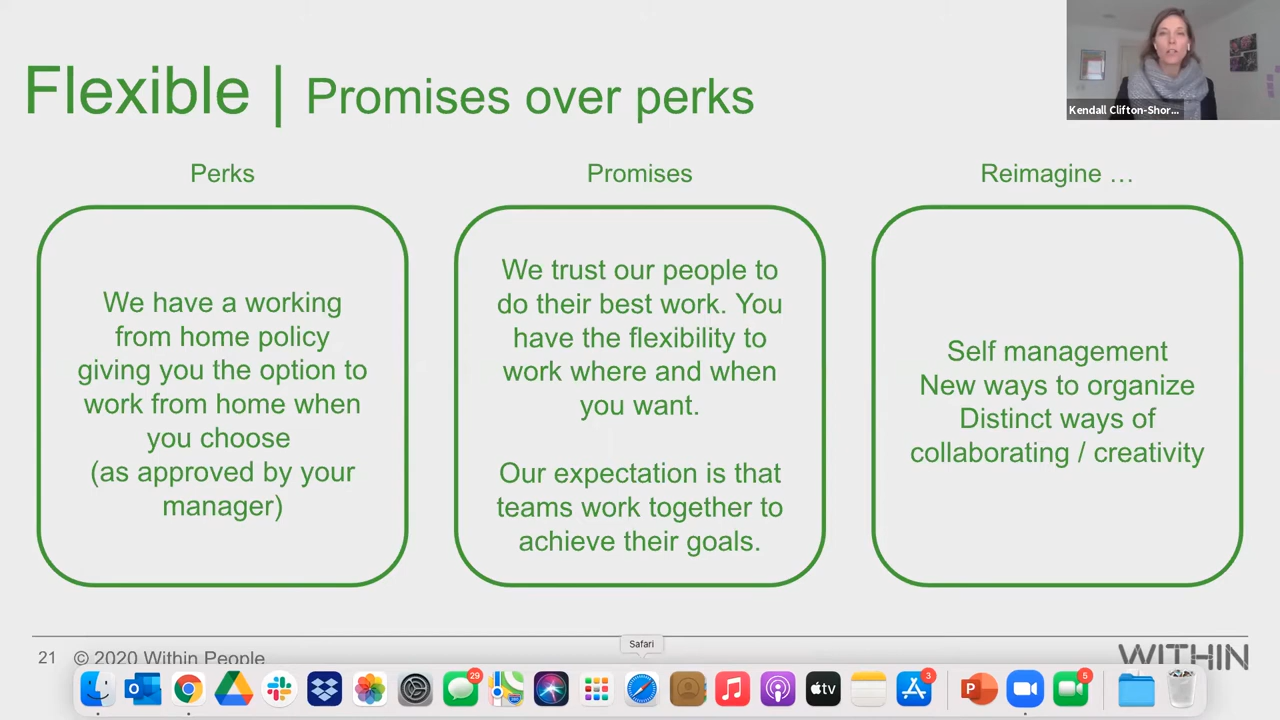 Flexible | Promises over perks
Kendall Clifton-Shor...
Perks
Promises
Reimagine …
We have a working
from home policy
giving you the option to
work from home when
you choose
(as approved by your
manager)
We trust our people to
do their best work. You
have the flexibility to
work where and when
you want.
Our expectation is that
teams work together to
achieve their goals.
Self management
New ways to organize
Distinct ways of
collaborating / creativity
Safari
21 © 2020 Within People
WITHIN
29
tv
3
P
5